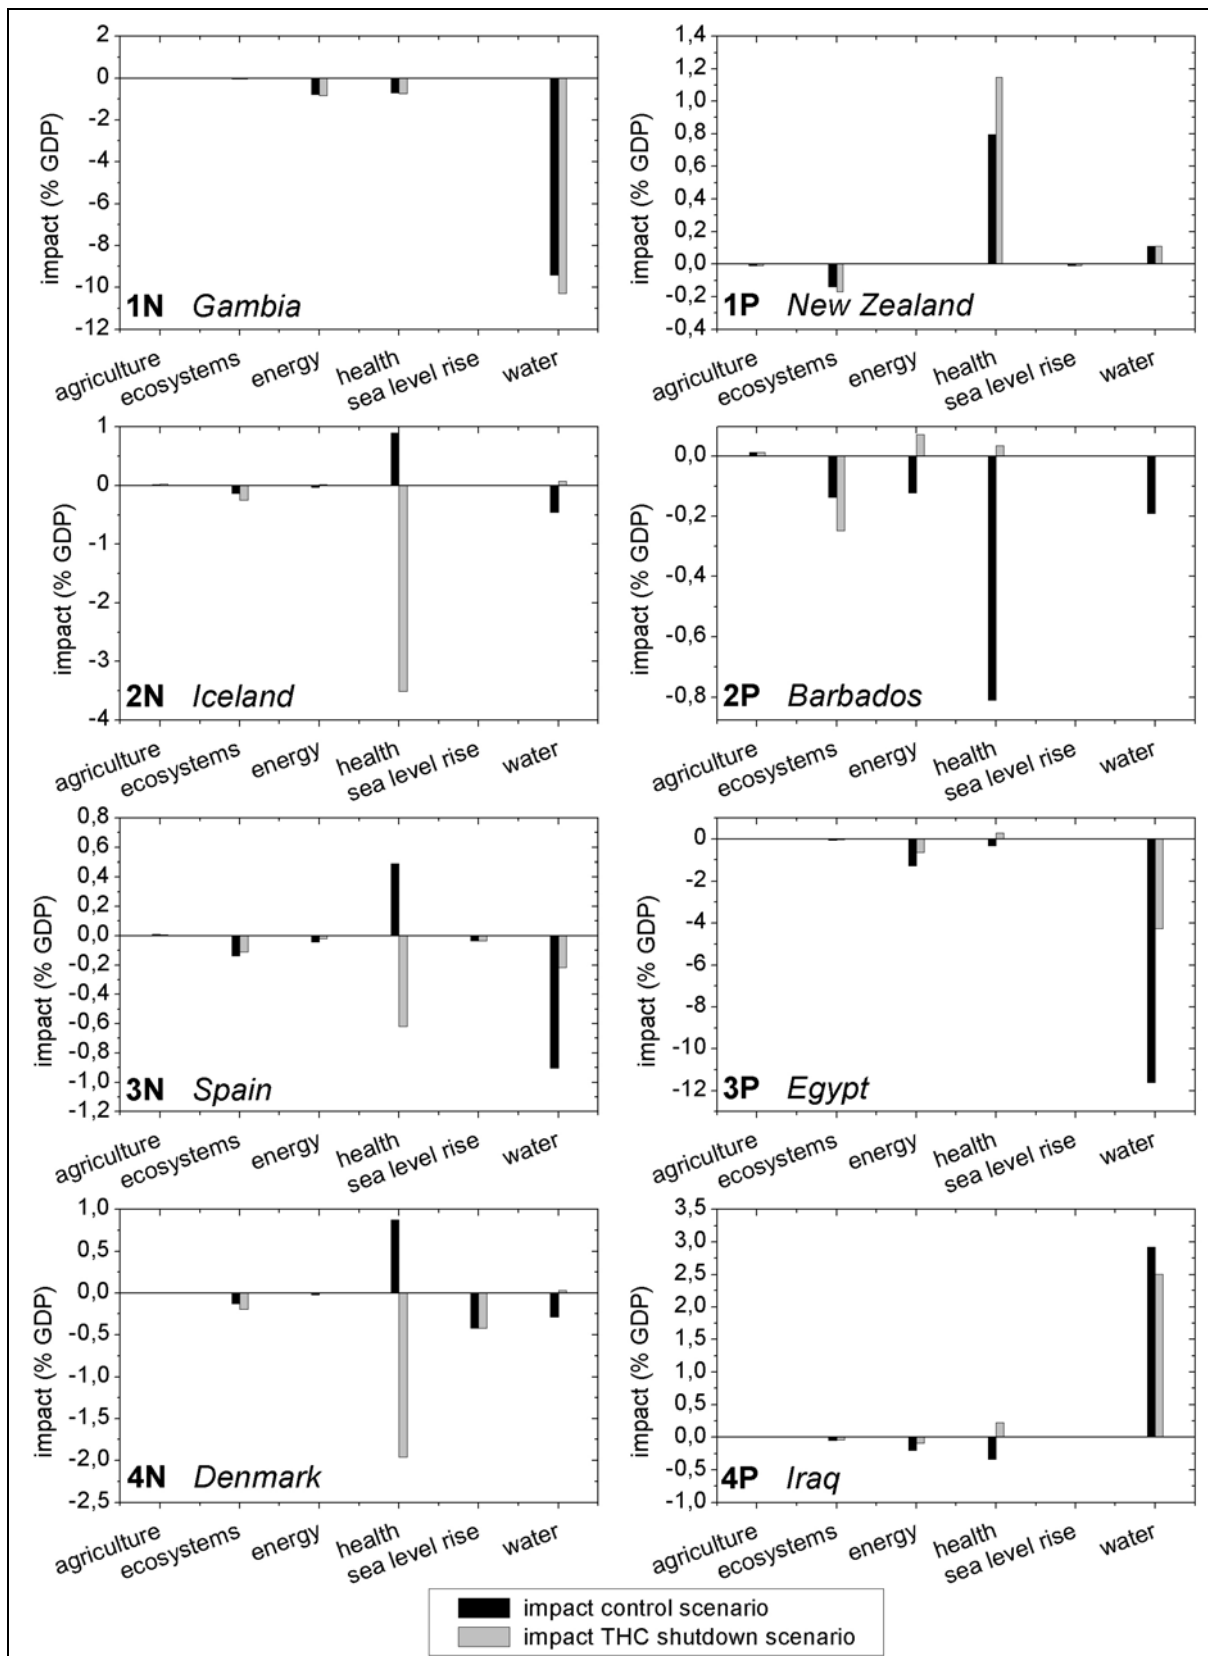 2
0
-2
-4
-6
-8
-10
-12
impact (% GDP)
1N Gambia
agriculture
ecosystems
energy
health
sea level rise
water
1,4
1,2
1,0
0,8
0,6
0,4
0,2
0,0
-0,2
-0,4
impact (% GDP)
1P New Zealand
agriculture
ecosystems
energy
health
sea level rise
water
1
0
-1
-2
-3
-4
impact (% GDP)
2N Iceland
agriculture
ecosystems
energy
health
sea level rise
water
0,0
-0,2
-0,4
-0,6
-0,8
impact (% GDP)
2P Barbados
agriculture
ecosystems
energy
health
sea level rise
water
0,8
0,6
0,4
0,2
0,0
-0,2
-0,4
-0,6
-0,8
-1,0
-1,2
impact (% GDP)
3N Spain
agriculture
ecosystems
energy
health
sea level rise
water
0
-2
-4
-6
-8
-10
-12
impact (% GDP)
3P Egypt
agriculture
ecosystems
energy
health
sea level rise
water
1,0
0,5
0,0
-0,5
-1,0
-1,5
-2,0
-2,5
impact (% GDP)
4N Denmark
agriculture
ecosystems
energy
health
sea level rise
water
3,5
3,0
2,5
2,0
1,5
1,0
0,5
0,0
-0,5
-1,0
impact (% GDP)
4P Iraq
agriculture
ecosystems
energy
health
sea level rise
water
impact control scenario
impact THC shutdown scenario